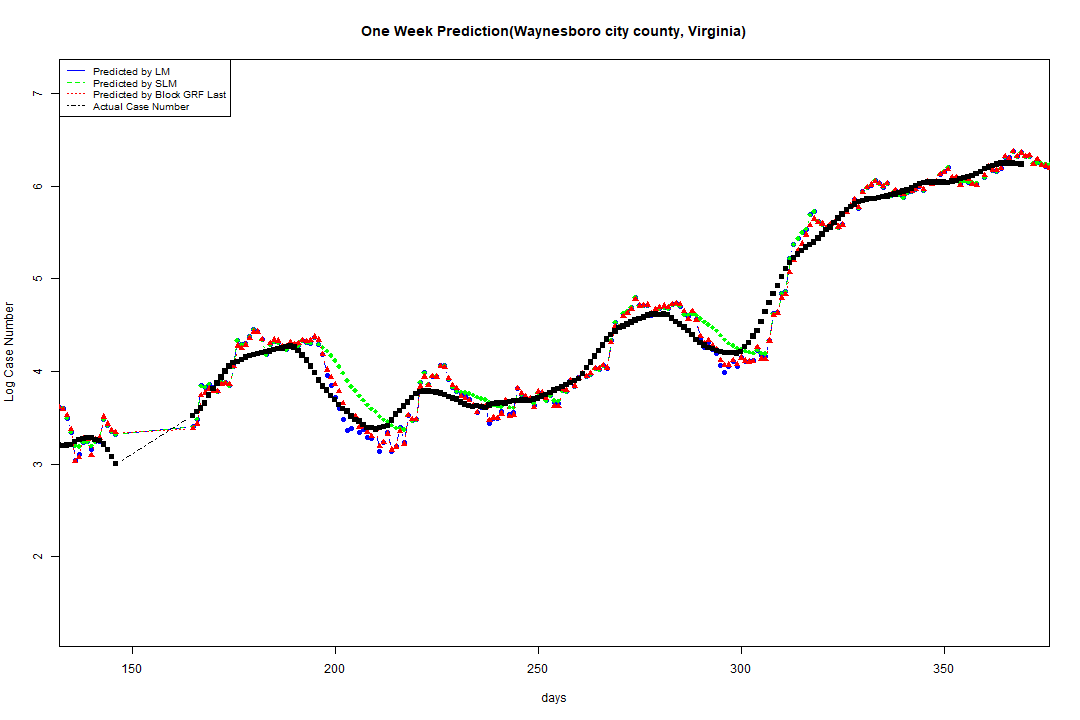 One Week Prediction(Waynesboro city county, Virginia)
Predicted by LM
Predicted by SLM
Predicted by Block GRF Last
Actual Case Number
7
6
5
4
3
2
Log Case Number
150
200
250
300
350
days